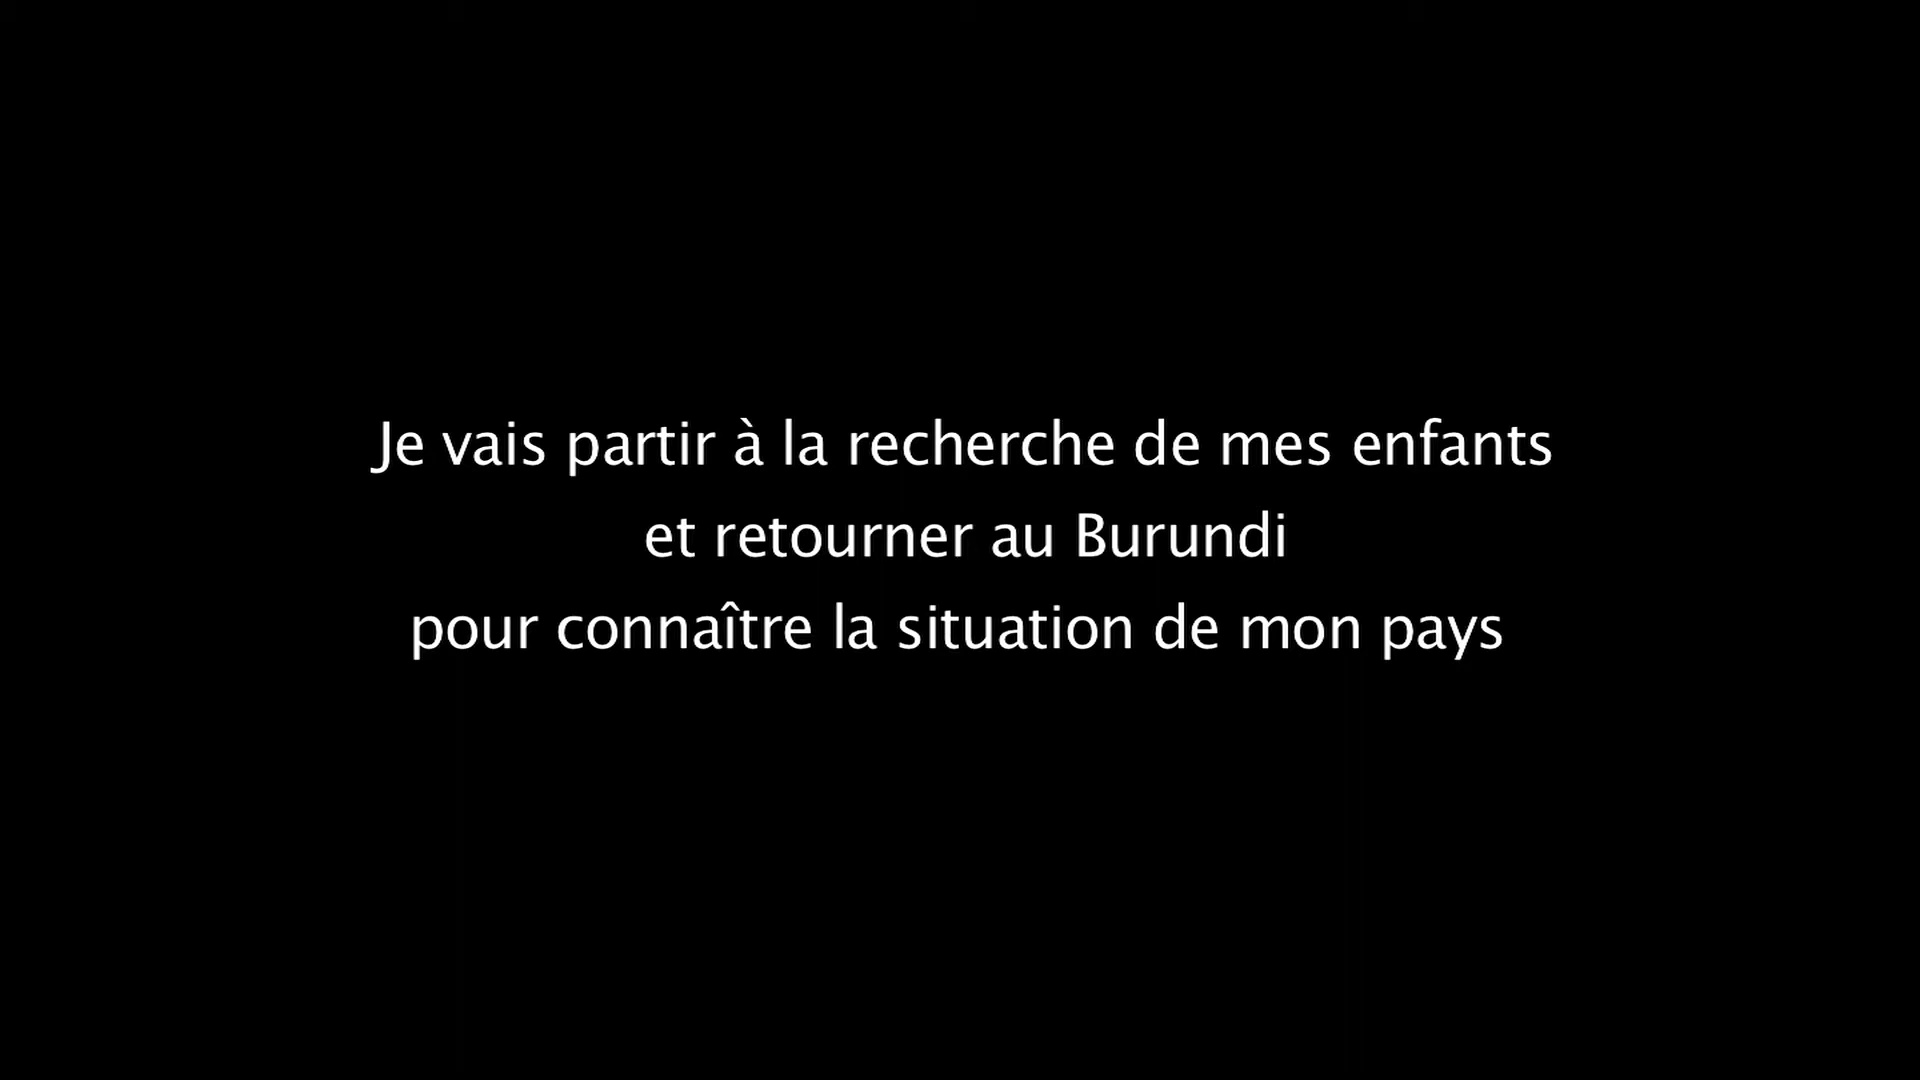 Je vais partir à la recherche de mes enfants
et retourner au Burundi
pour connaître la situation de mon pays